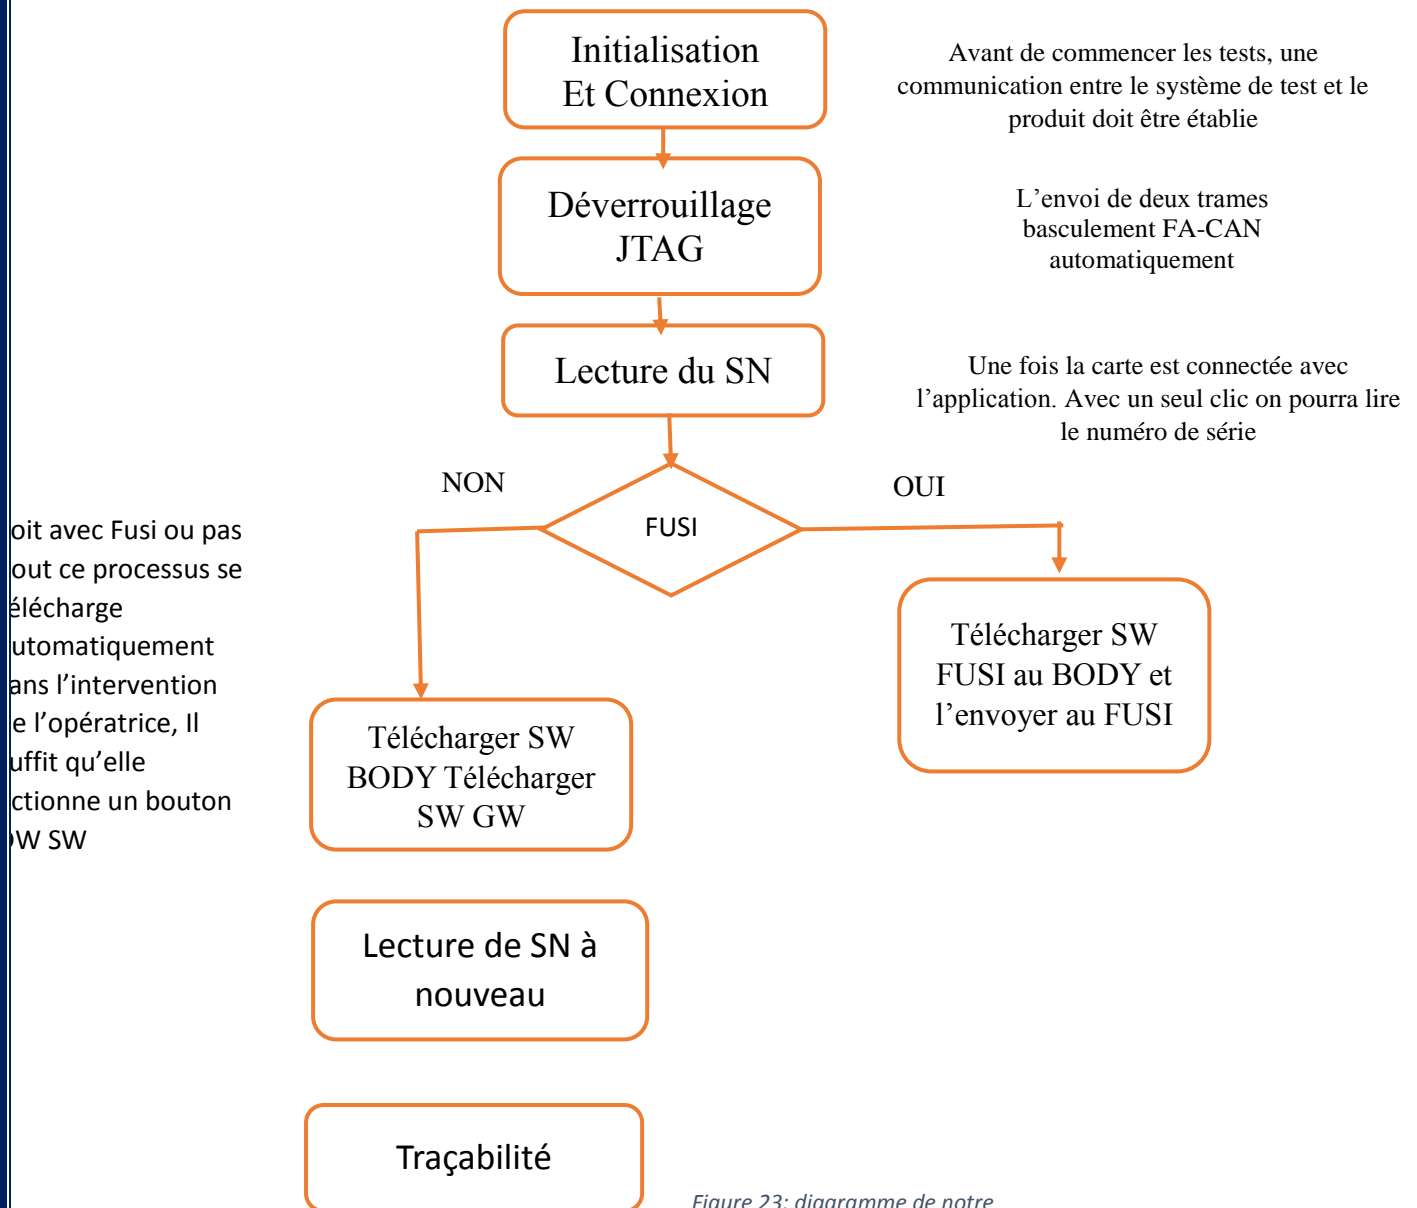 Initialisation
Et Connexion
Avant de commencer les tests, une
communication entre le système de test et le
produit doit être établie
Déverrouillage
JTAG
L’envoi de deux trames
basculement FA-CAN
automatiquement
Lecture du SN
Une fois la carte est connectée avec
l’application. Avec un seul clic on pourra lire
le numéro de série
NON
OUI
FUSI
oit avec Fusi ou pas
out ce processus se
élécharge
utomatiquement
ans l’intervention
e l’opératrice, Il
uffit qu’elle
ctionne un bouton
W SW
Télécharger SW
FUSI au BODY et
l’envoyer au FUSI
Télécharger SW
BODY Télécharger
SW GW
Lecture de SN à
nouveau
Traçabilité
Figure 23: diagramme de notre